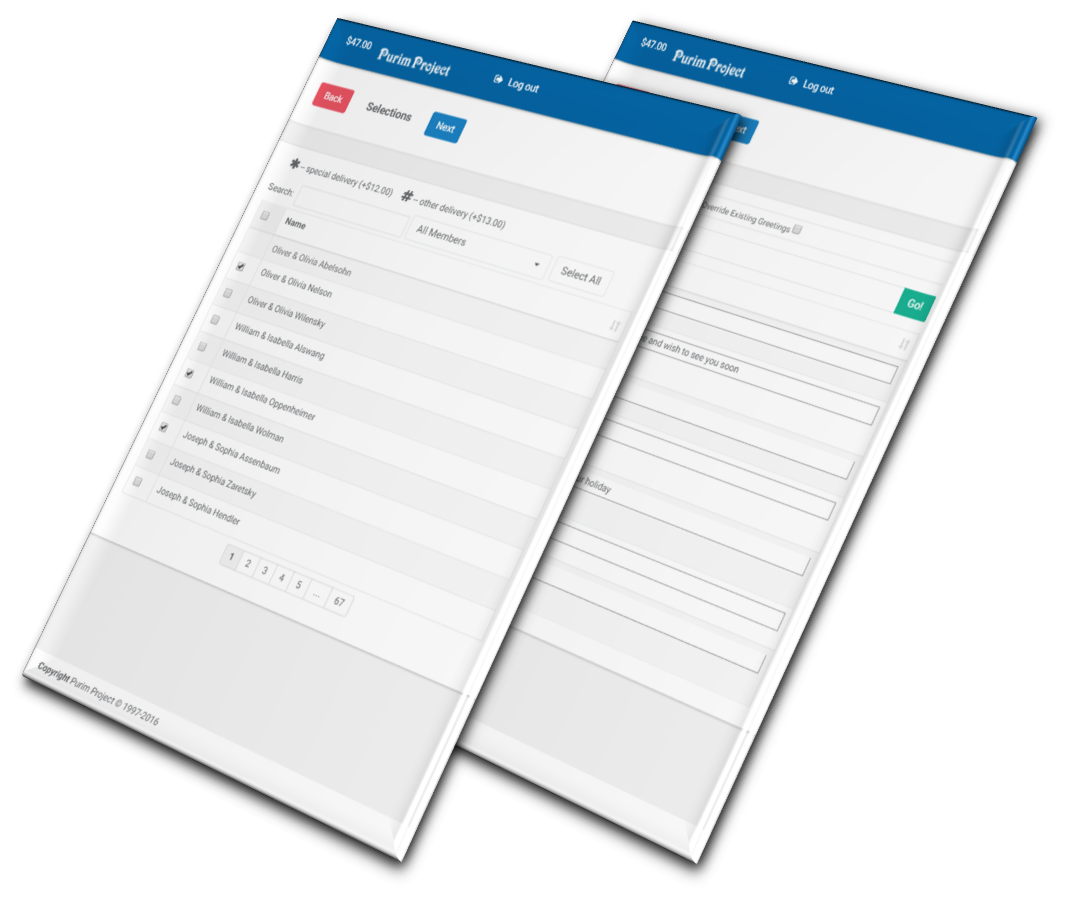 $47.00 Purim Project Log out
Back Selections Next
* – special delivery (+$12.00) # – other delivery (+$13.00)
Search: All Members Select All
Name
Oliver & Olivia Abelsohn
Oliver & Olivia Nelson
Oliver & Olivia Wilensky
William & Isabella Alswang
William & Isabella Harris
William & Isabella Oppenheimer
William & Isabella Wolman
Joseph & Sophia Assenbaum
Joseph & Sophia Zaretsky
Joseph & Sophia Hendler
1 2 3 4 5 ... 67
Copyright Purim Project © 1997-2016
$47.00 Purim Project Log out
Existing Greetings
Go!
and wish to see you soon
holiday